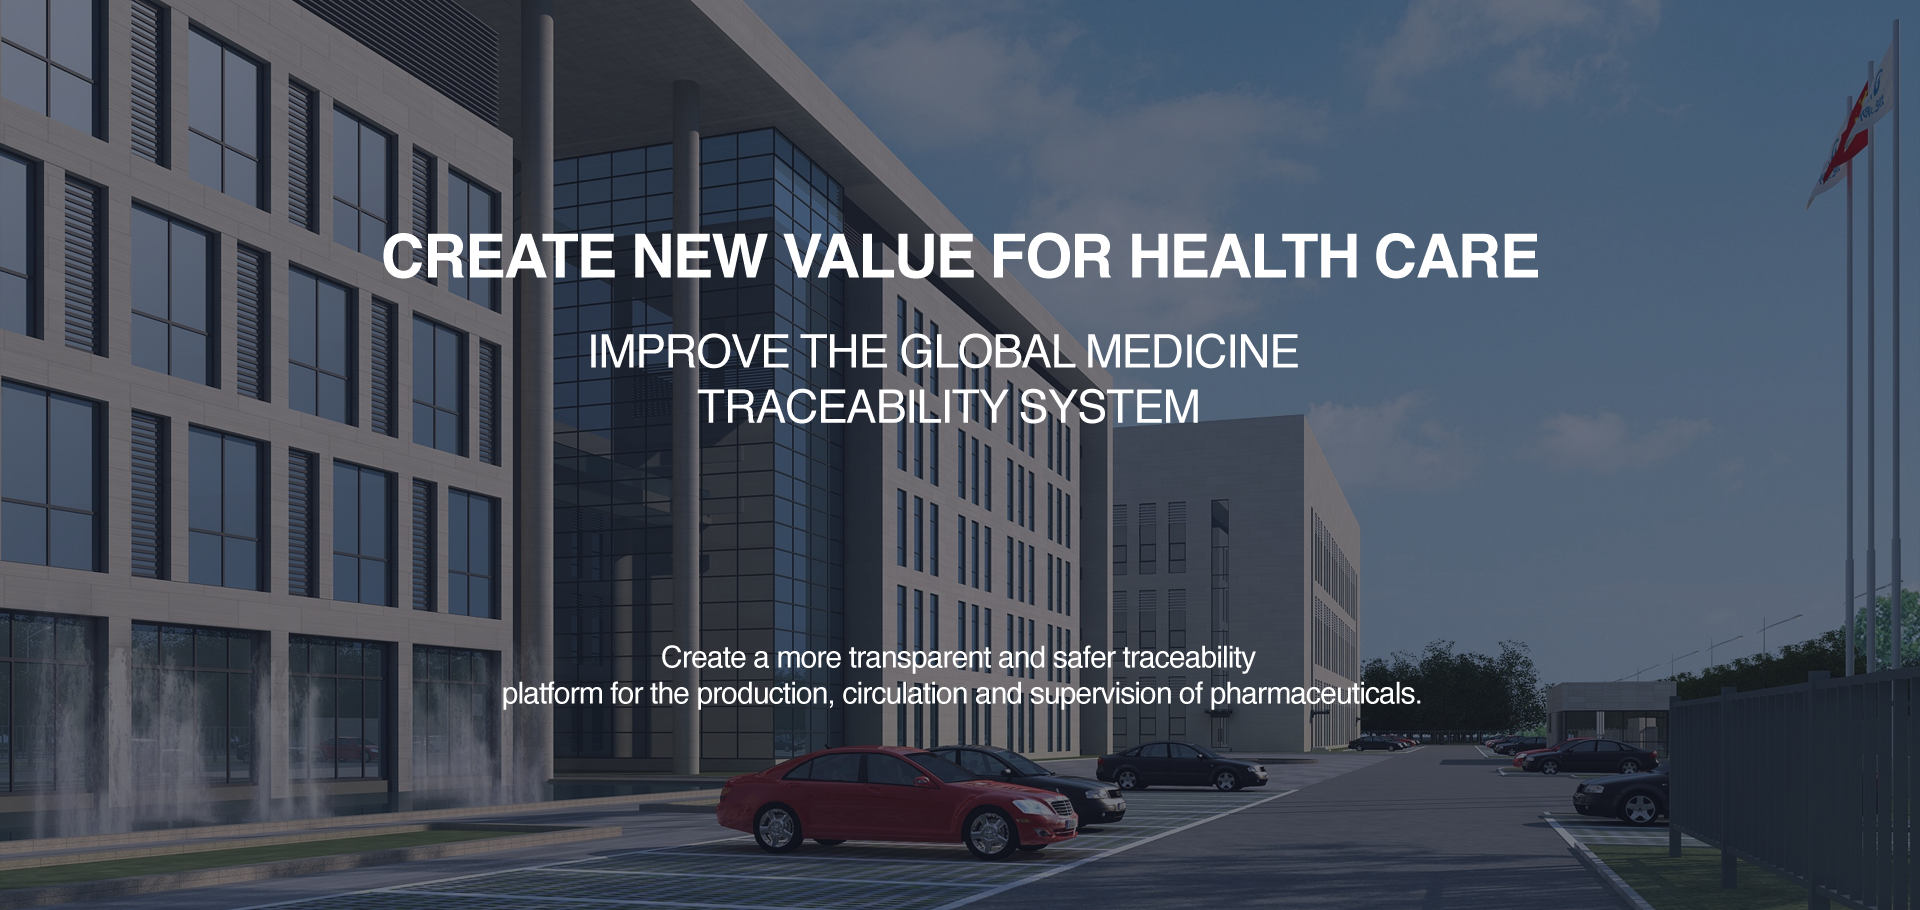 CREATE NEW VALUE FOR HEALTH CARE
IMPROVE THE GLOBAL MEDICINE
TRACEABILITY SYSTEM
Create a more transparent and safer traceability
platform for the production, circulation and supervision of pharmaceuticals.